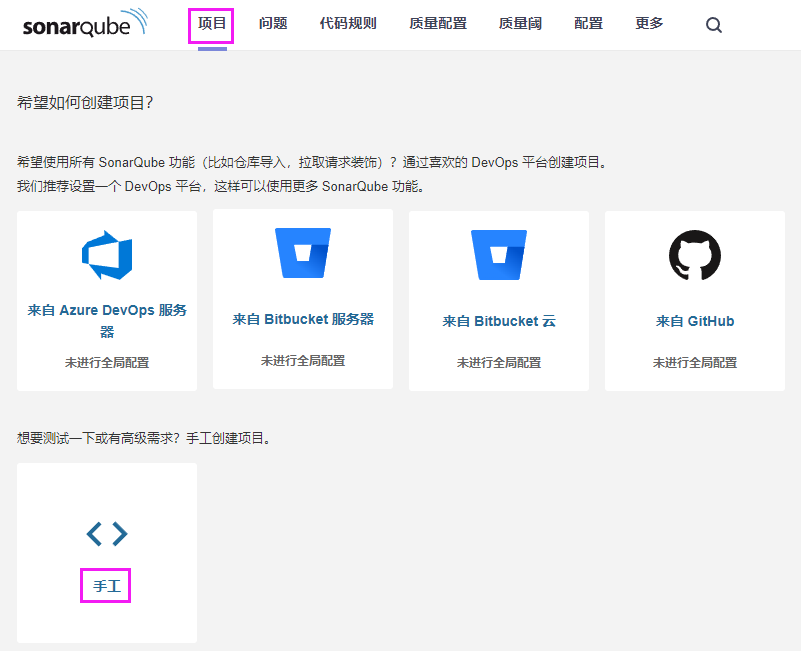 sonarqube 项目 问题 代码规则 质量配置 质量阈 配置 更多
希望如何创建项目？
希望使用所有 SonarQube 功能（比如仓库导入，拉取请求装饰）？通过喜欢的 DevOps 平台创建项目。
我们推荐设置一个 DevOps 平台，这样可以使用更多 SonarQube 功能。
来自 Azure DevOps 服务
器
未进行全局配置
来自 Bitbucket 服务器
未进行全局配置
来自 Bitbucket 云
未进行全局配置
来自 GitHub
未进行全局配置
想要测试一下或有高级需求？手工创建项目。
手工